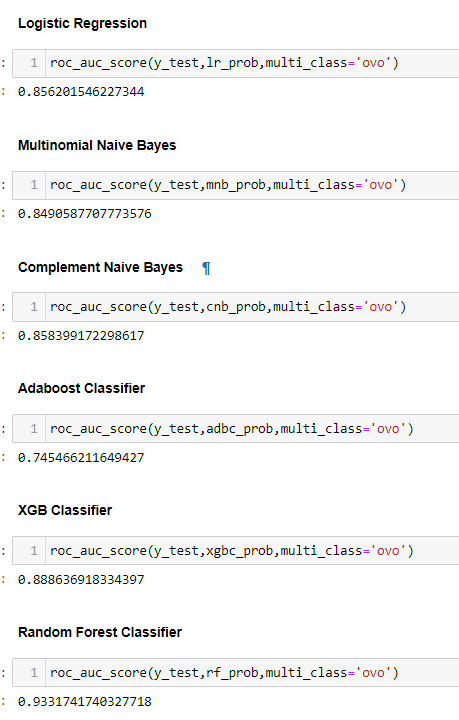 Logistic Regression
: 1 roc_auc_score(y_test,lr_prob,multi_class='ovo')
: 0.856201546227344
Multinomial Naive Bayes
: 1 roc_auc_score(y_test,mnb_prob,multi_class='ovo')
: 0.8490587707773576
Complement Naive Bayes ¶
: 1 roc_auc_score(y_test,cnb_prob,multi_class='ovo')
: 0.858399172298617
Adaboost Classifier
: 1 roc_auc_score(y_test,adbc_prob,multi_class='ovo')
: 0.745466211649427
XGB Classifier
: 1 roc_auc_score(y_test,xgbc_prob,multi_class='ovo')
: 0.888636918334397
Random Forest Classifier
: 1 roc_auc_score(y_test,rf_prob,multi_class='ovo')
: 0.9331741740327718